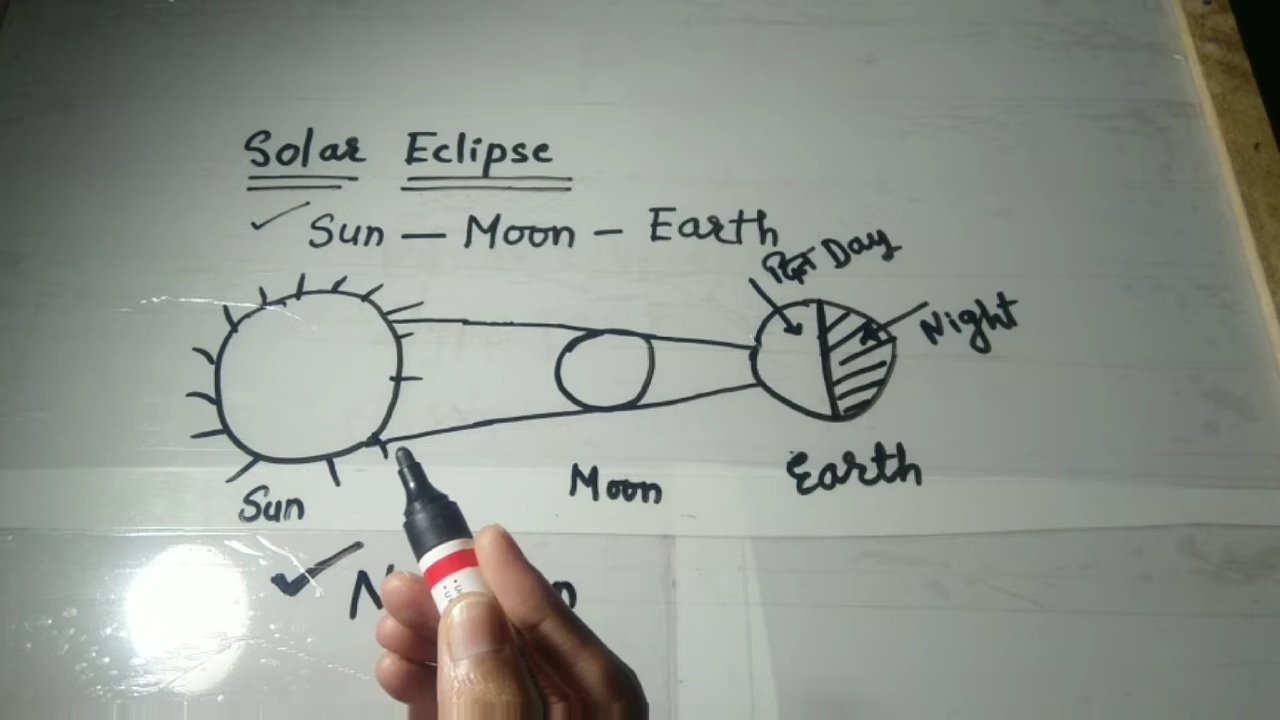 Solar Eclipse
✓ Sun — Moon — Earth
Day
Night
Sun
Moon
Earth